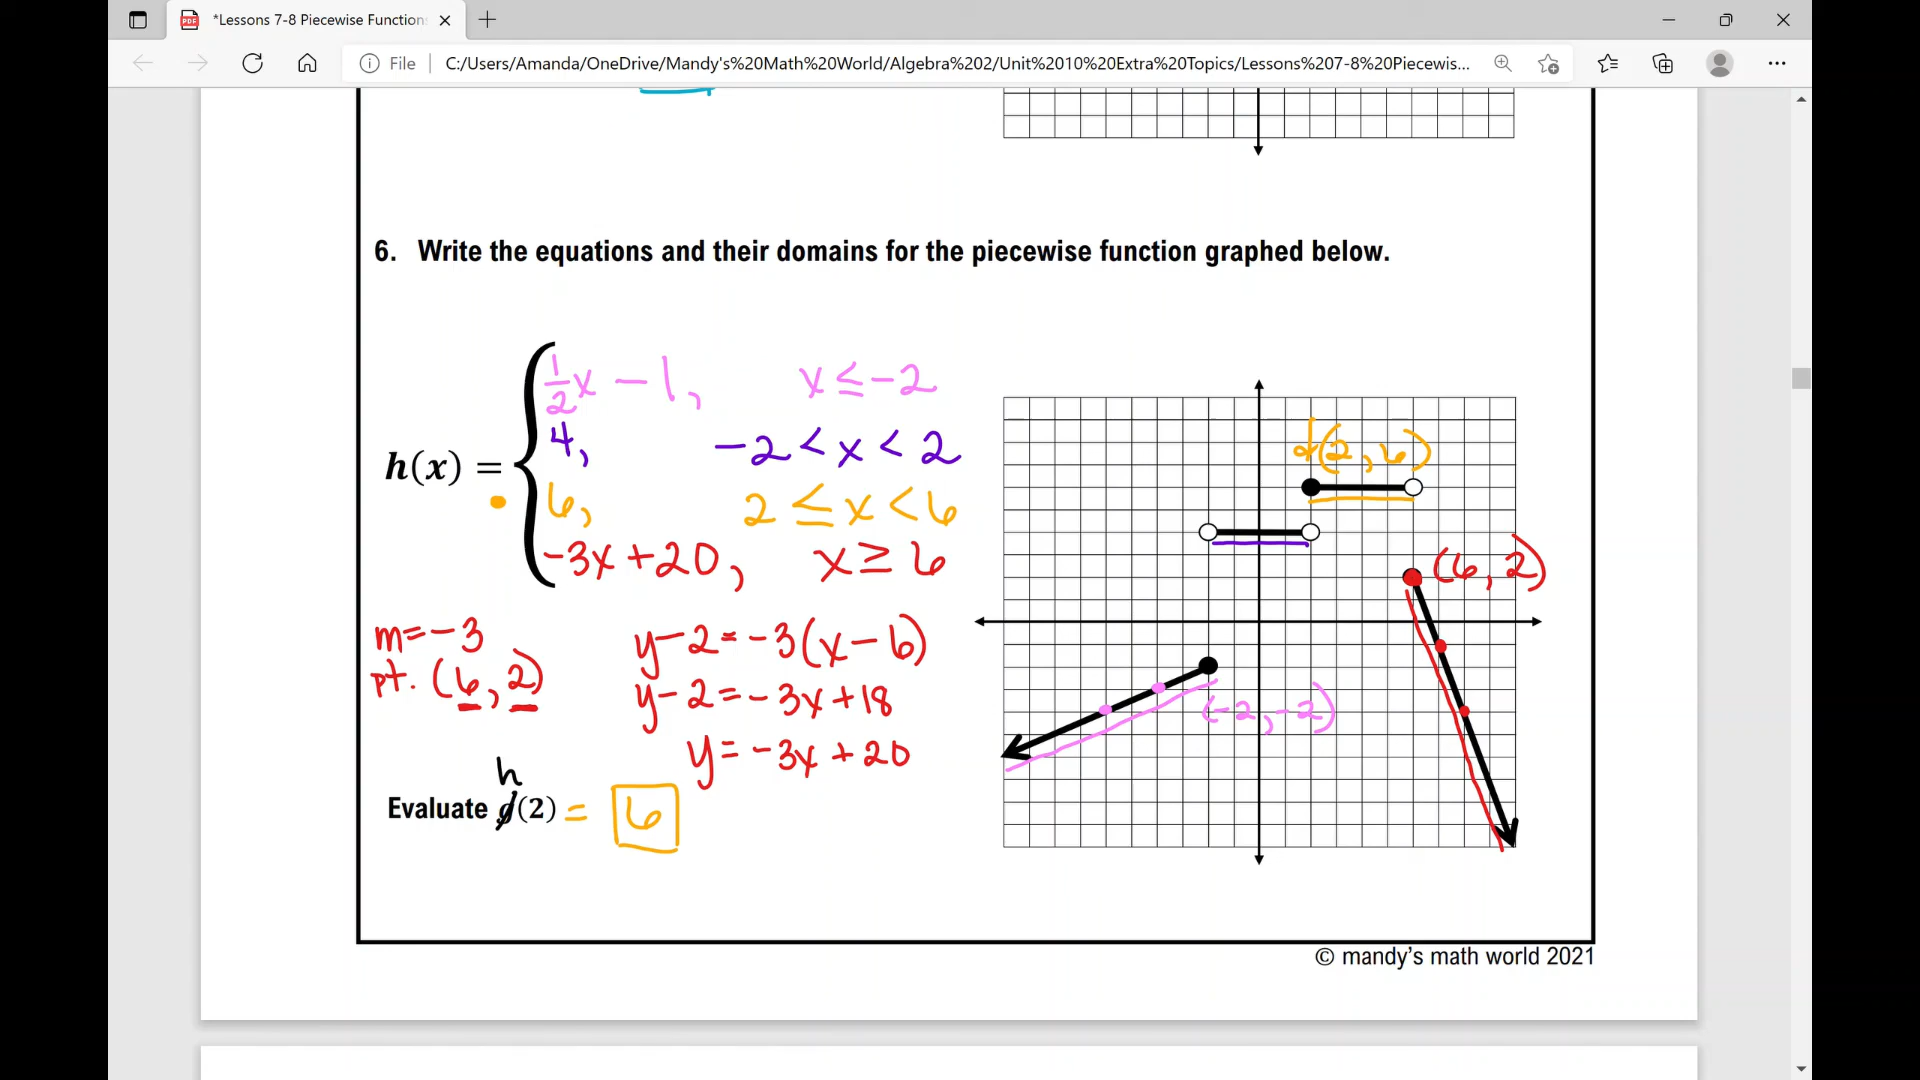 *Lessons 7-8 Piecewise Function
File
C:/Users/Amanda/OneDrive/Mandy's%20Math%20World/Algebra%202/Unit%2010%20Extra%20Topics/Lessons%207-8%20Piecewis...
6. Write the equations and their domains for the piecewise function graphed below.
h(x) =
1/2x - 1, x ≤ -2
4, -2 < x < 2
6, 2 ≤ x < 6
-3x + 20, x ≥ 6
(2, 6)
(6, 2)
(-2, -2)
m = -3
pt. (6, 2)
y - 2 = -3(x - 6)
y - 2 = -3x + 18
y = -3x + 20
h
Evaluate g(2) = 6
© mandy's math world 2021